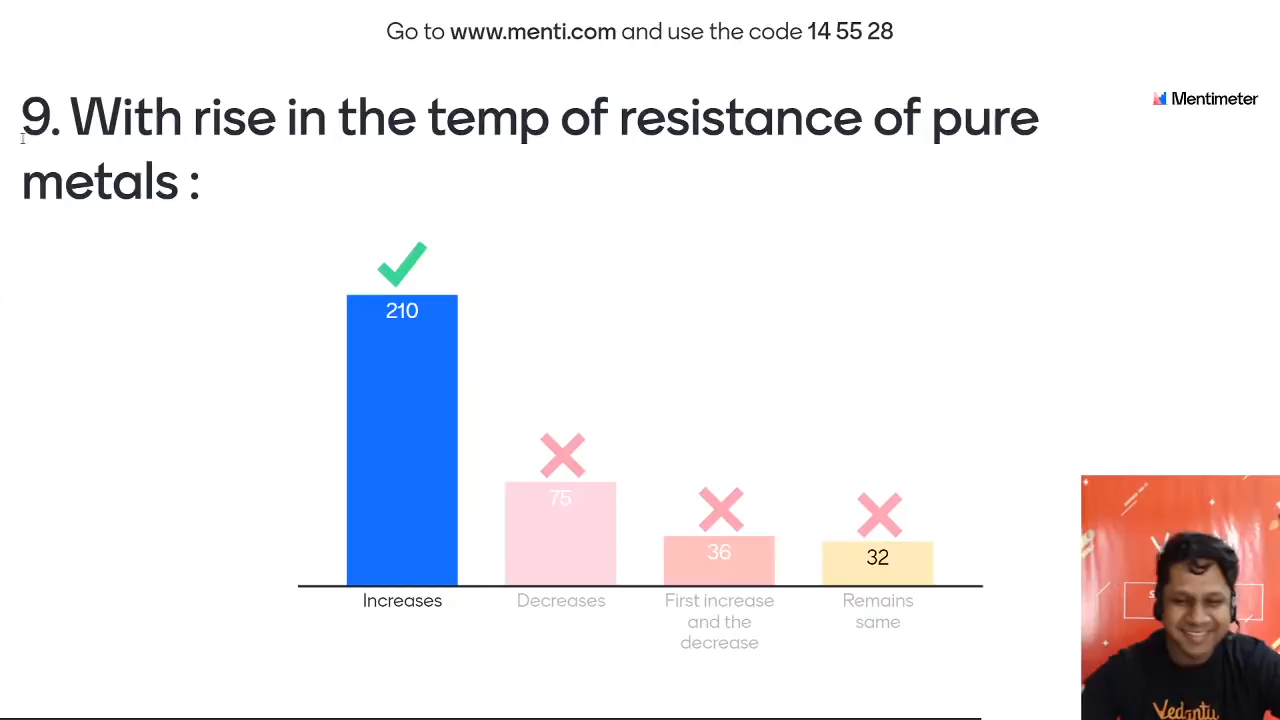 Go to www.menti.com and use the code 14 55 28
Mentimeter
9. With rise in the temp of resistance of pure
metals :
210
75
36
32
Increases
Decreases
First increase
and the
decrease
Remains
same
Vedantu